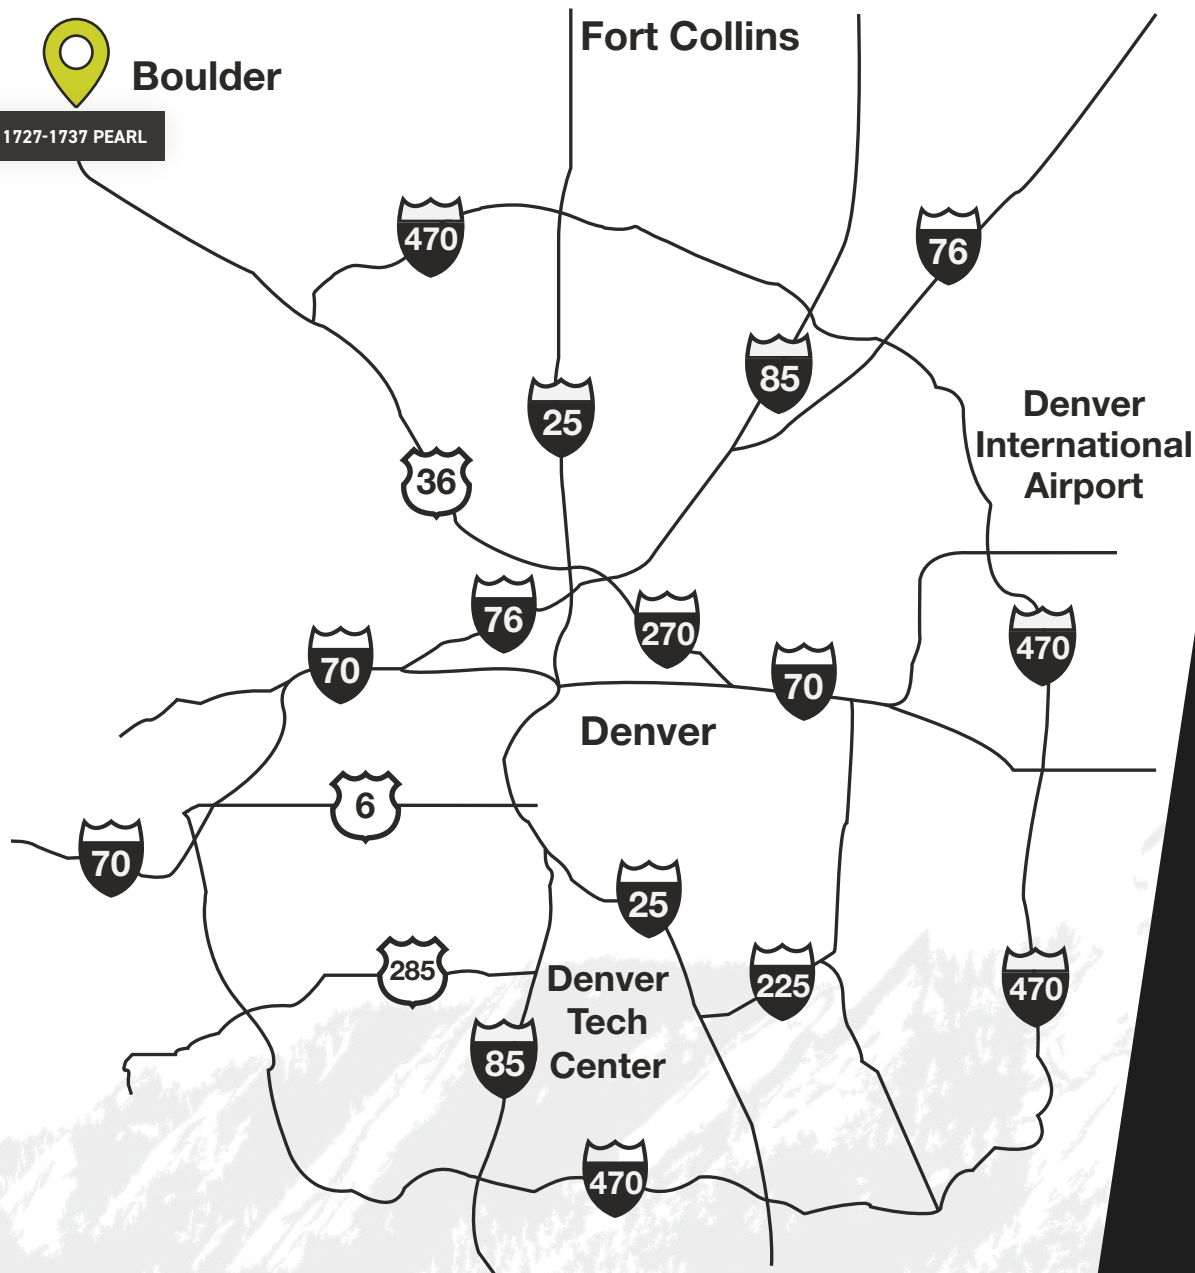 Fort Collins
Boulder
1727-1737 PEARL
470
76
85
25
Denver
International
Airport
36
76
270
70
470
70
Denver
6
70
25
285
Denver
Tech
Center
225
470
85
470